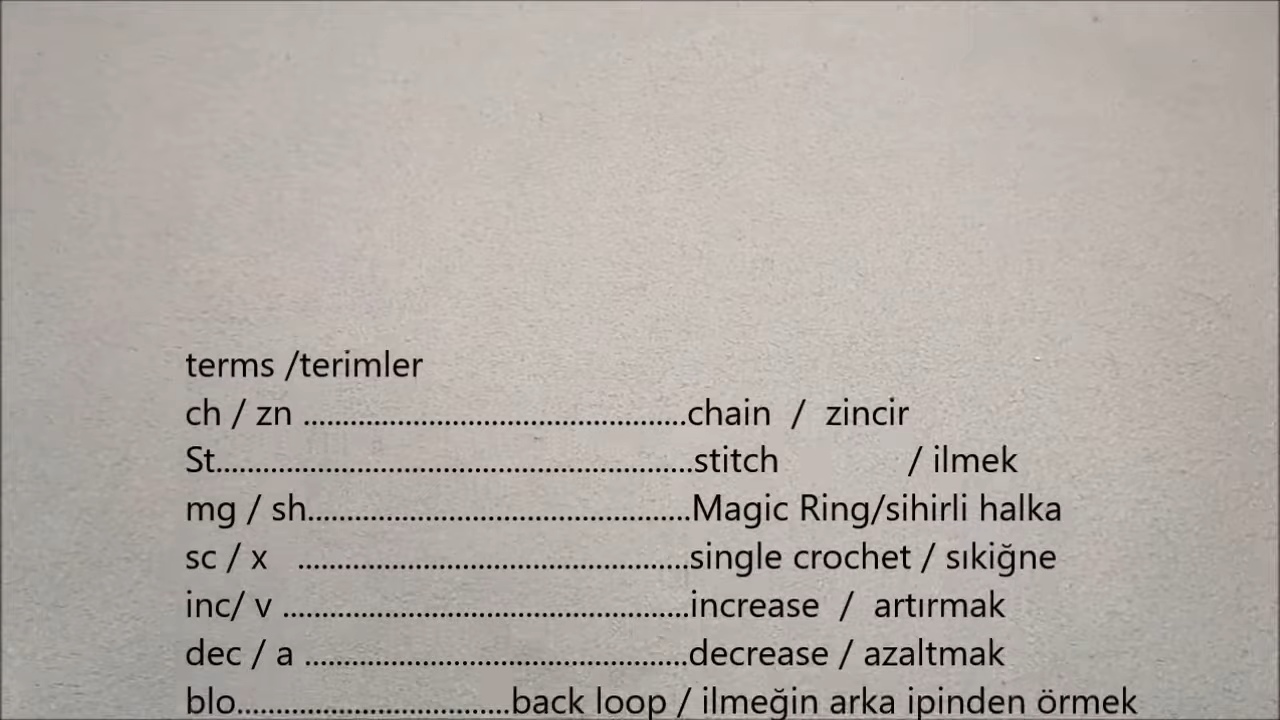 terms /terimler
ch / zn ................................................chain / zincir
St............................................................stitch / ilmek
mg / sh................................................Magic Ring/sihirli halka
sc / x .................................................single crochet / sıkiğne
inc/ v ...................................................increase / artırmak
dec / a ................................................decrease / azaltmak
blo..................................back loop / ilmeğin arka ipinden örmek